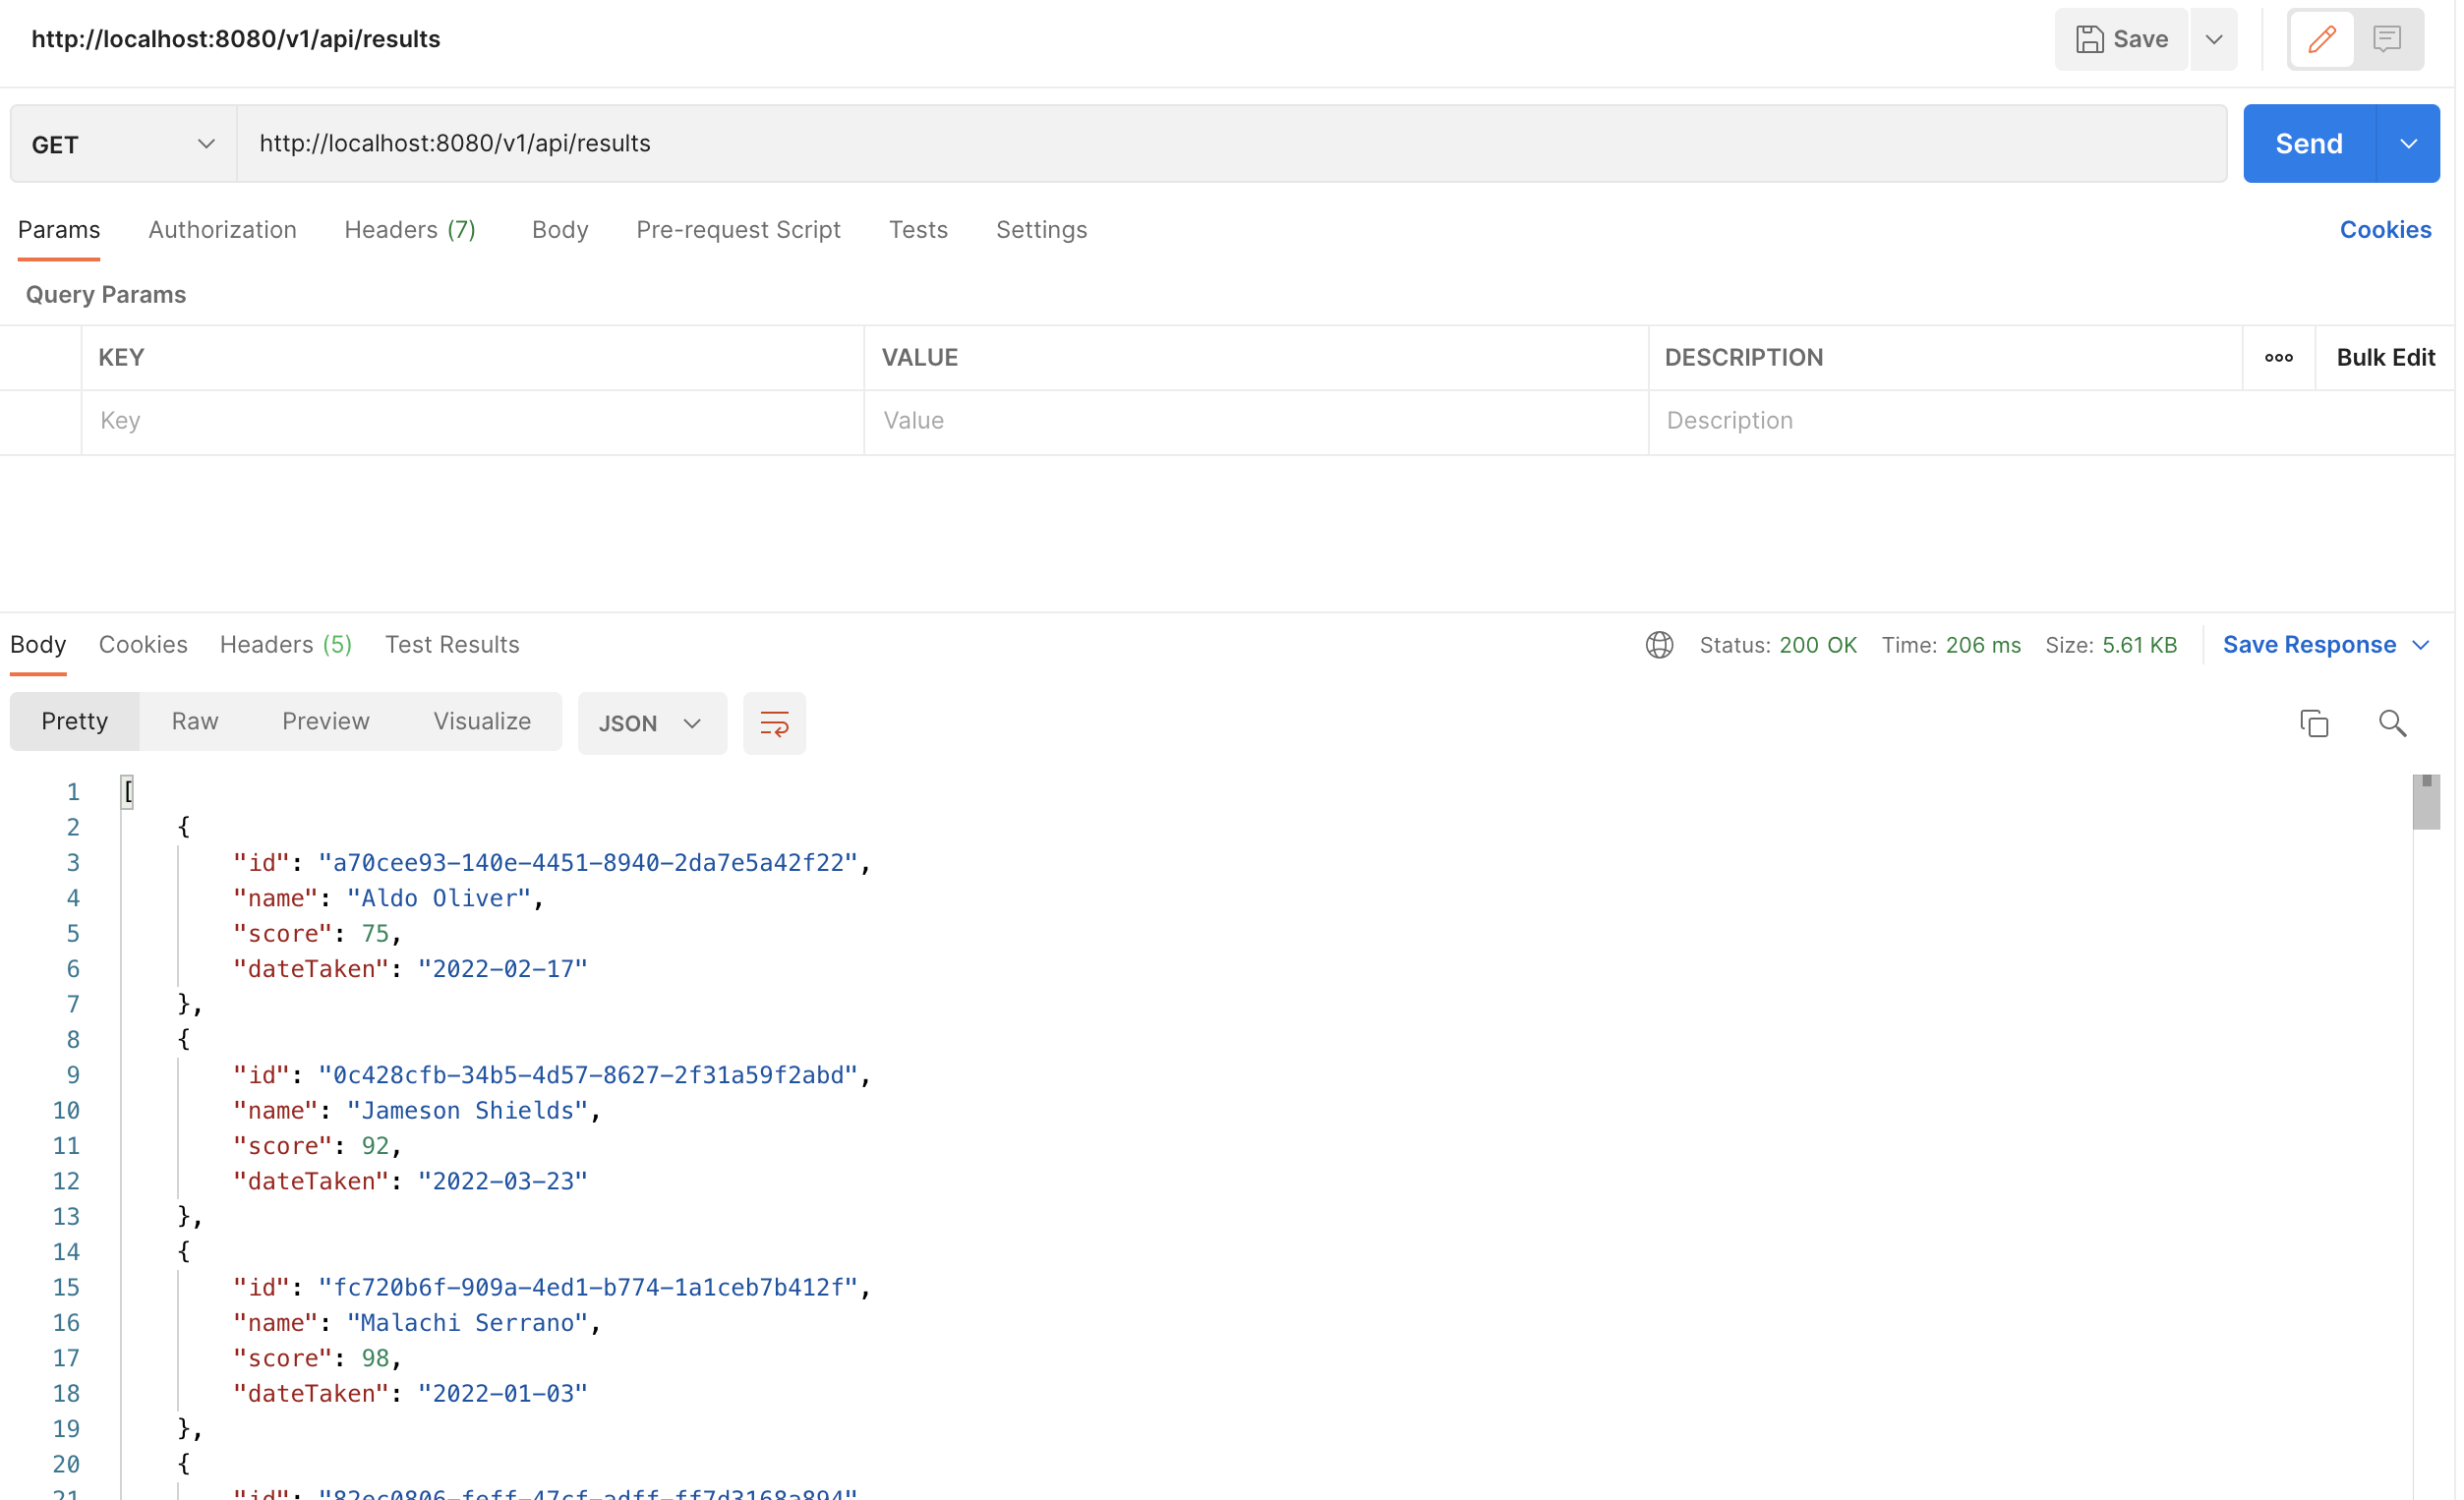 http://localhost:8080/v1/api/results
Save
GET http://localhost:8080/v1/api/results Send
Params Authorization Headers (7) Body Pre-request Script Tests Settings Cookies
Query Params
KEY VALUE DESCRIPTION ooo Bulk Edit
Key Value Description
Body Cookies Headers (5) Test Results Status: 200 OK Time: 206 ms Size: 5.61 KB Save Response
Pretty Raw Preview Visualize JSON
1 [
2 {
3 "id": "a70cee93-140e-4451-8940-2da7e5a42f22",
4 "name": "Aldo Oliver",
5 "score": 75,
6 "dateTaken": "2022-02-17"
7 },
8 {
9 "id": "0c428cfb-34b5-4d57-8627-2f31a59f2abd",
10 "name": "Jameson Shields",
11 "score": 92,
12 "dateTaken": "2022-03-23"
13 },
14 {
15 "id": "fc720b6f-909a-4ed1-b774-1a1ceb7b412f",
16 "name": "Malachi Serrano",
17 "score": 98,
18 "dateTaken": "2022-01-03"
19 },
20 {
21 "id": "82ec0806-feff-47cf-adff-ff7d3168a894"